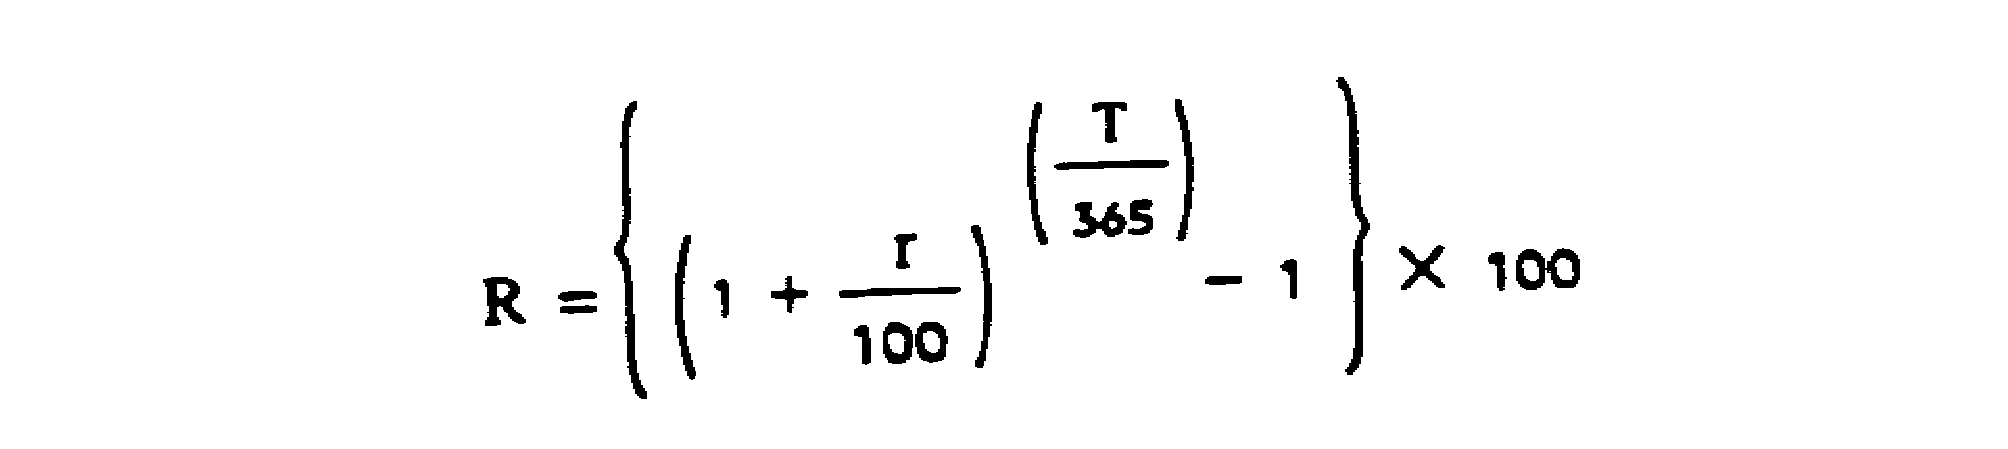 R = { ( 1 + r/100 )^(T/365) - 1 } × 100